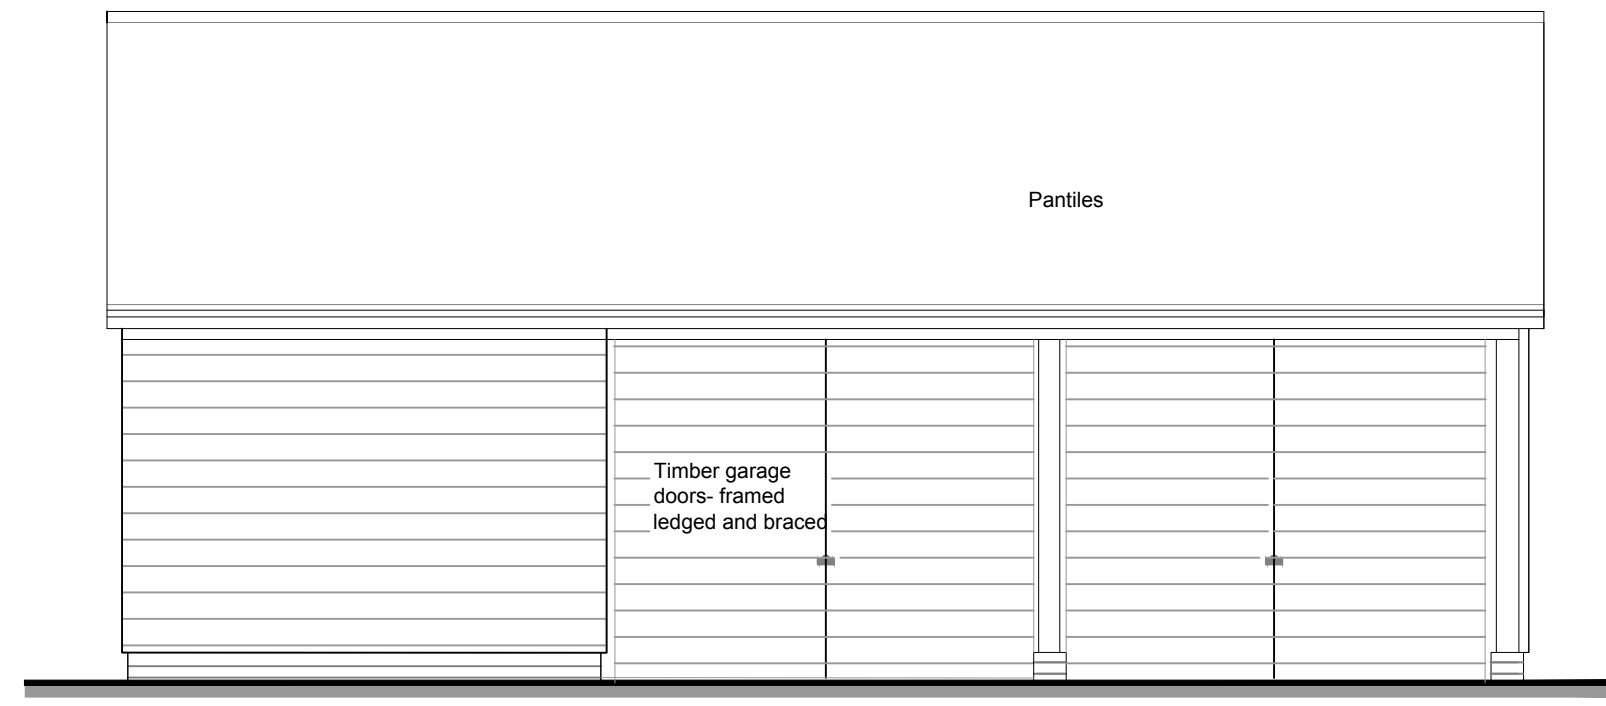 Pantiles
Timber garage
doors- framed
ledged and braced